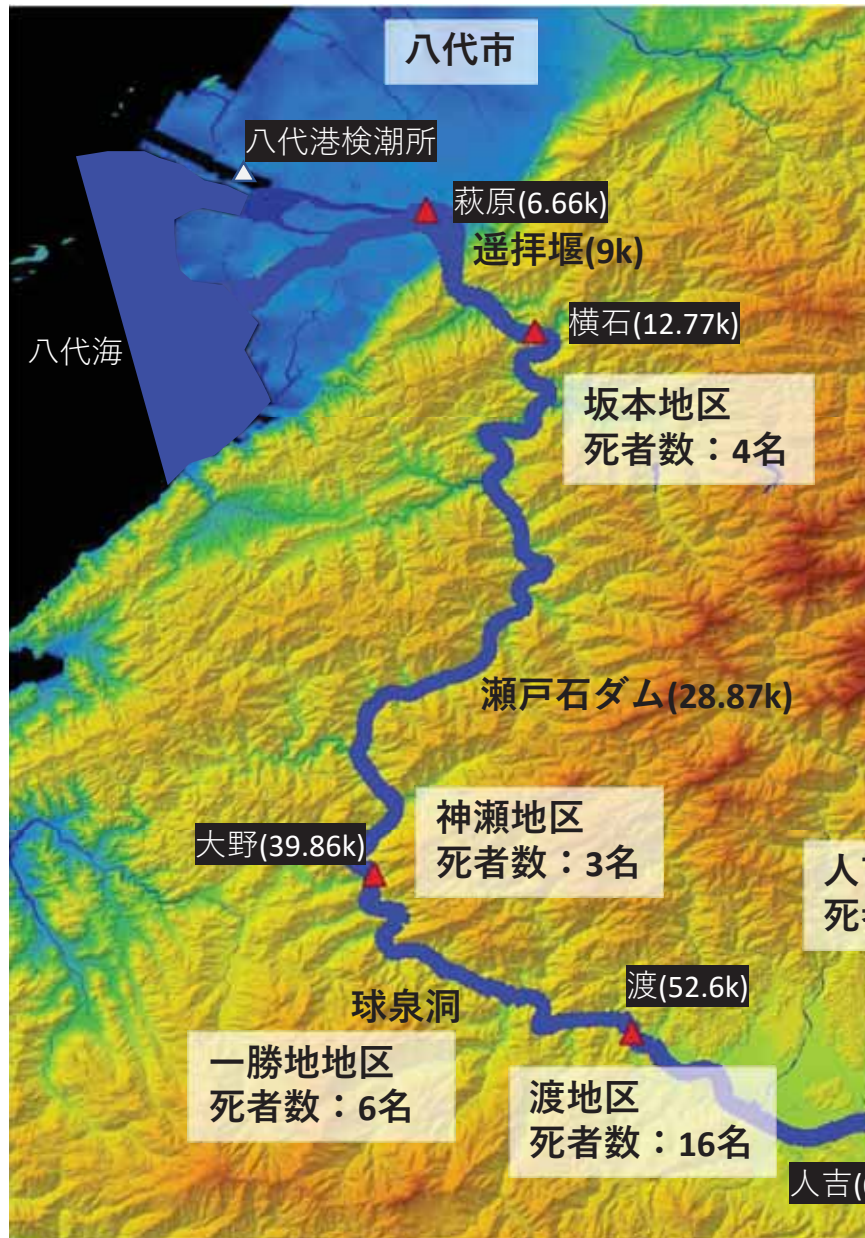 八代市
八代港検潮所
萩原(6.66k)
遥拝堰(9k)
横石(12.77k)
八代海
坂本地区
死者数：4名
瀬戸石ダム(28.87k)
神瀬地区
死者数：3名
大野(39.86k)
人
死
渡(52.6k)
球泉洞
一勝地地区
死者数：6名
渡地区
死者数：16名
人吉(